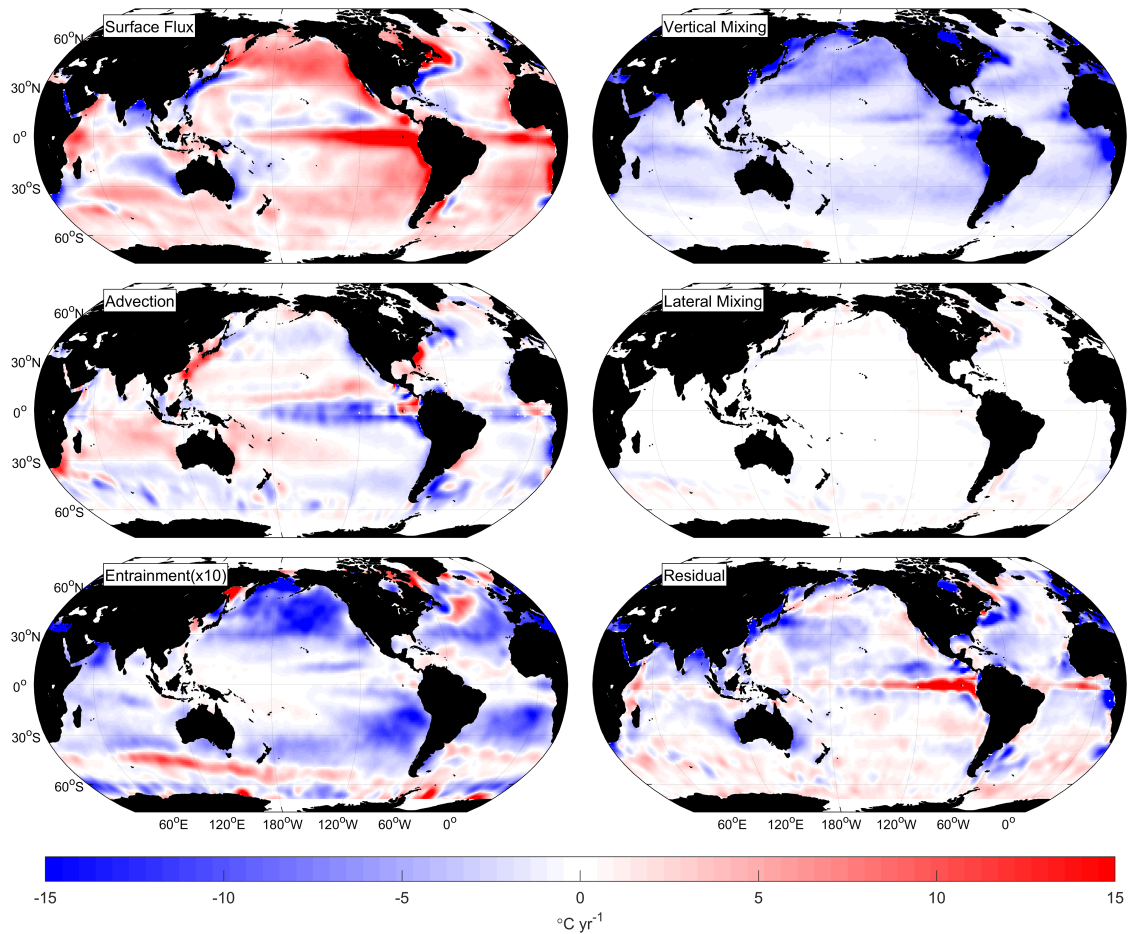 Surface Flux
Vertical Mixing
60°N
30°N
0°
30°S
60°S
Advection
Lateral Mixing
60°N
30°N
0°
30°S
60°S
Entrainment(x10)
Residual
60°N
30°N
0°
30°S
60°S
60°E 120°E 180°W 120°W 60°W 0°
60°E 120°E 180°W 120°W 60°W 0°
-15 -10 -5 0 5 10 15
°C yr⁻¹